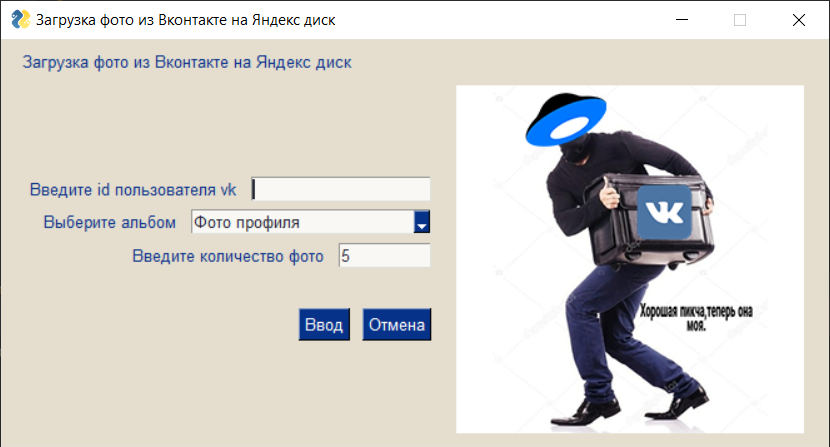 Загрузка фото из Вконтакте на Яндекс диск
Загрузка фото из Вконтакте на Яндекс диск
Введите id пользователя vk
Выберите альбом Фото профиля
Введите количество фото 5
Ввод Отмена
Хорошая пикча,теперь она
моя.